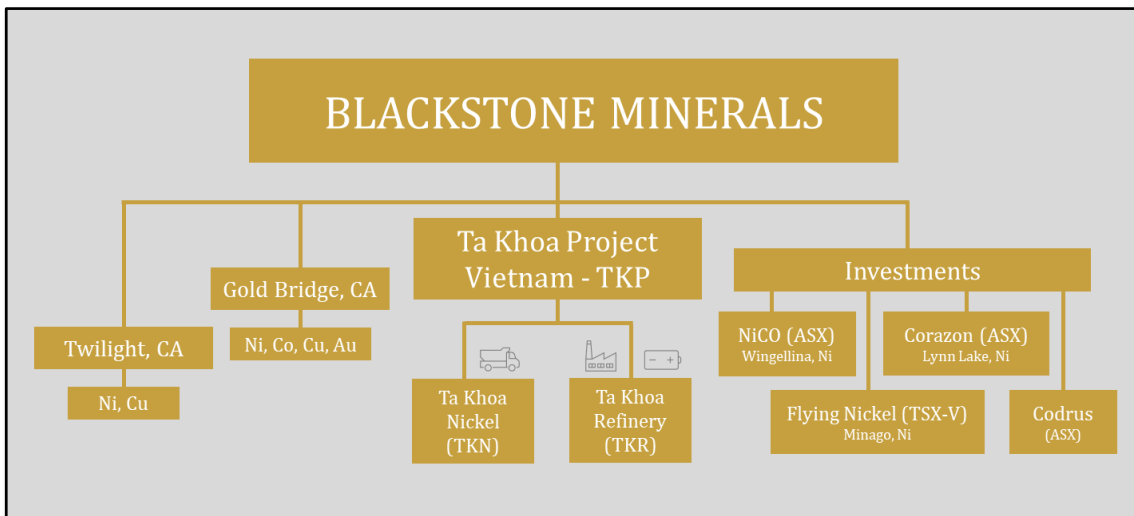 BLACKSTONE MINERALS
Twilight, CA
Ni, Cu
Gold Bridge, CA
Ni, Co, Cu, Au
Ta Khoa Project
Vietnam - TKP
Ta Khoa
Nickel
(TKN)
Ta Khoa
Refinery
(TKR)
Investments
NiCO (ASX)
Wingellina, Ni
Flying Nickel (TSX-V)
Minago, Ni
Corazon (ASX)
Lynn Lake, Ni
Codrus
(ASX)